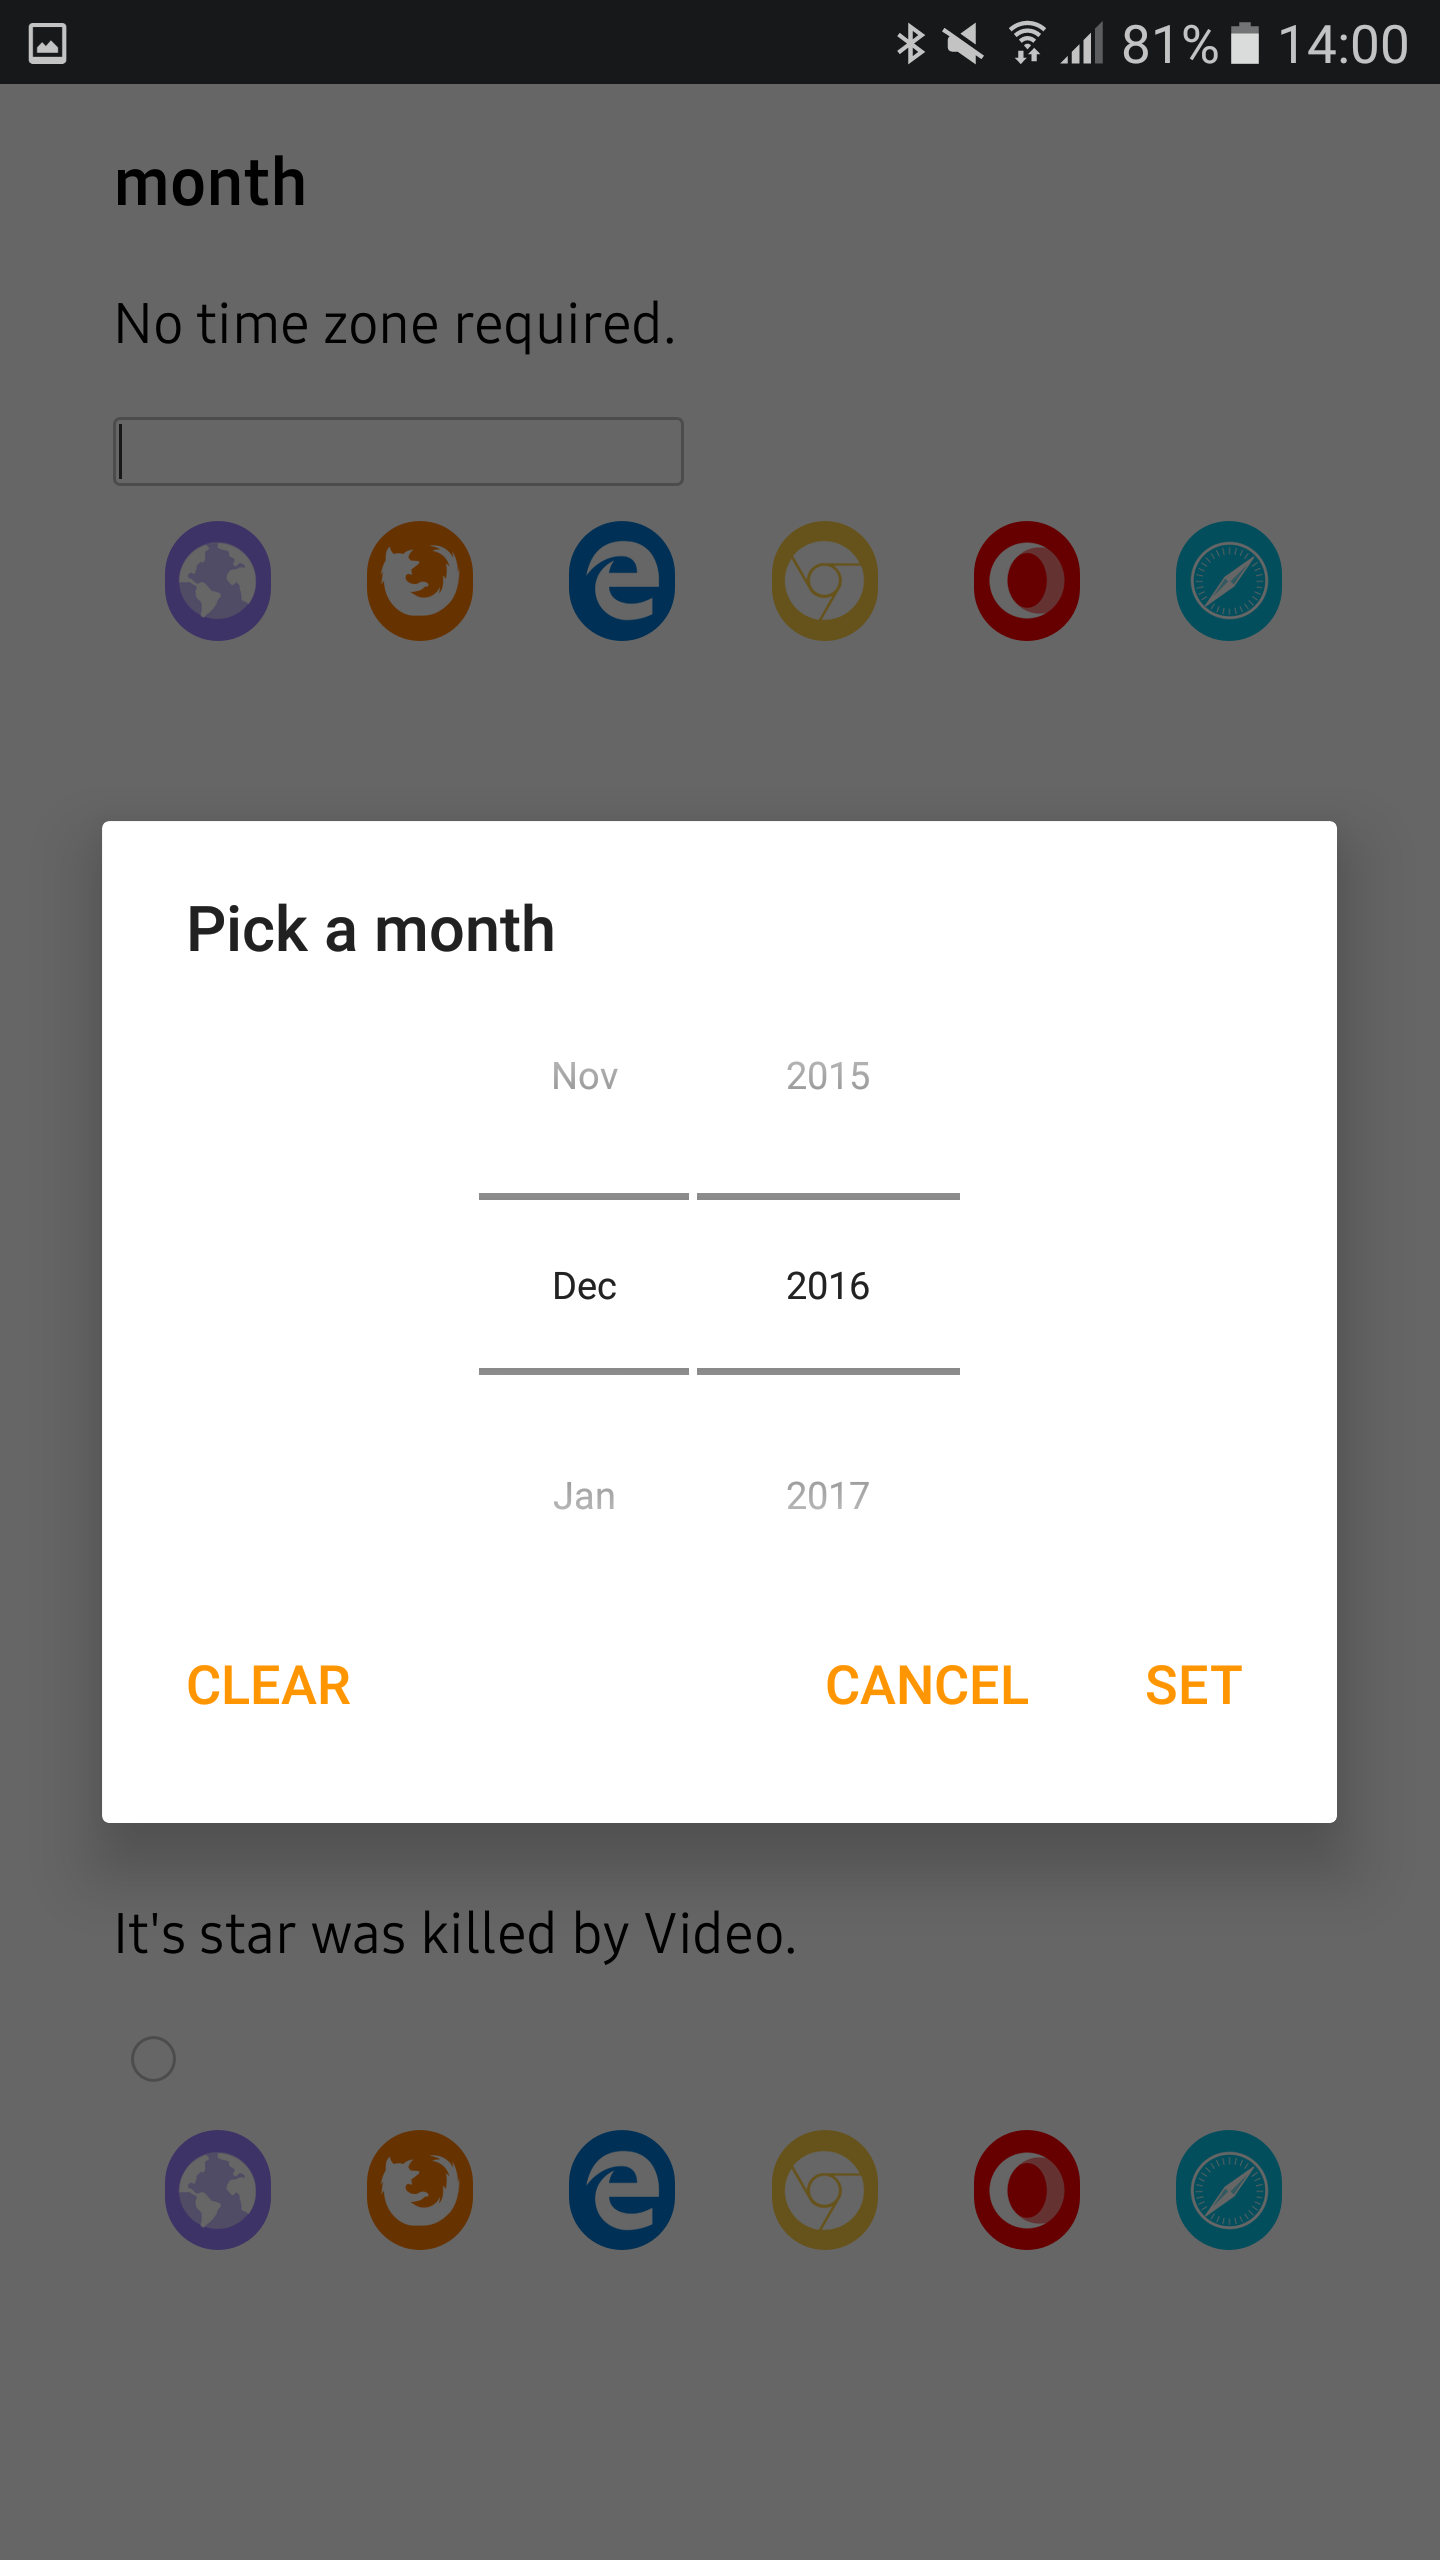 81% 14:00
month
No time zone required.
Pick a month
Nov 2015
Dec 2016
Jan 2017
CLEAR CANCEL SET
It's star was killed by Video.